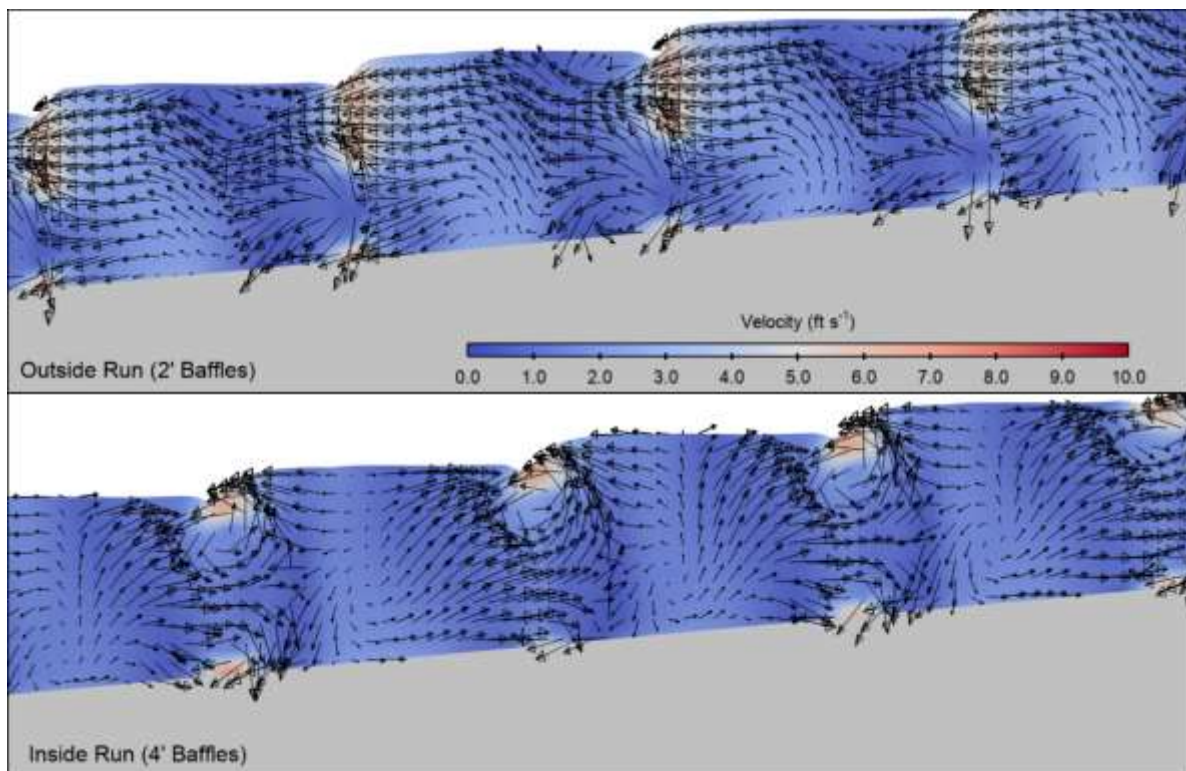 Velocity (ft s⁻¹)
0.0 1.0 2.0 3.0 4.0 5.0 6.0 7.0 8.0 9.0 10.0
Outside Run (2' Baffles)
Inside Run (4' Baffles)